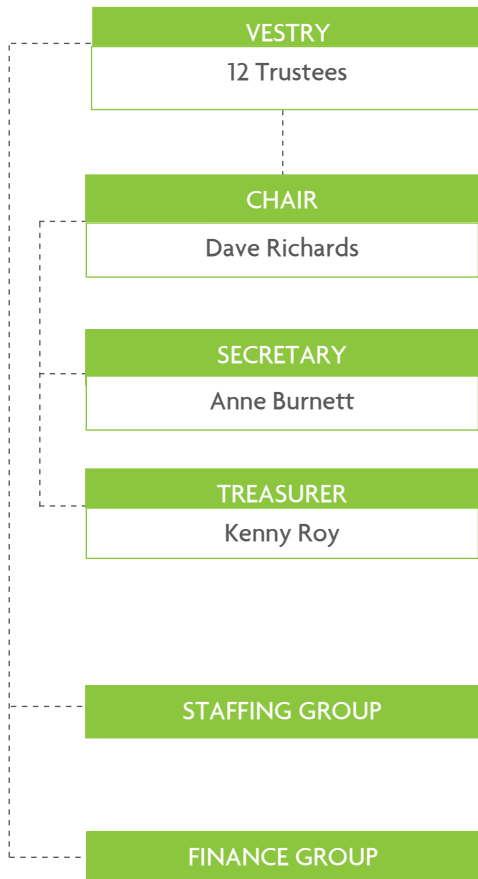 VESTRY
12 Trustees
CHAIR
Dave Richards
SECRETARY
Anne Burnett
TREASURER
Kenny Roy
STAFFING GROUP
FINANCE GROUP